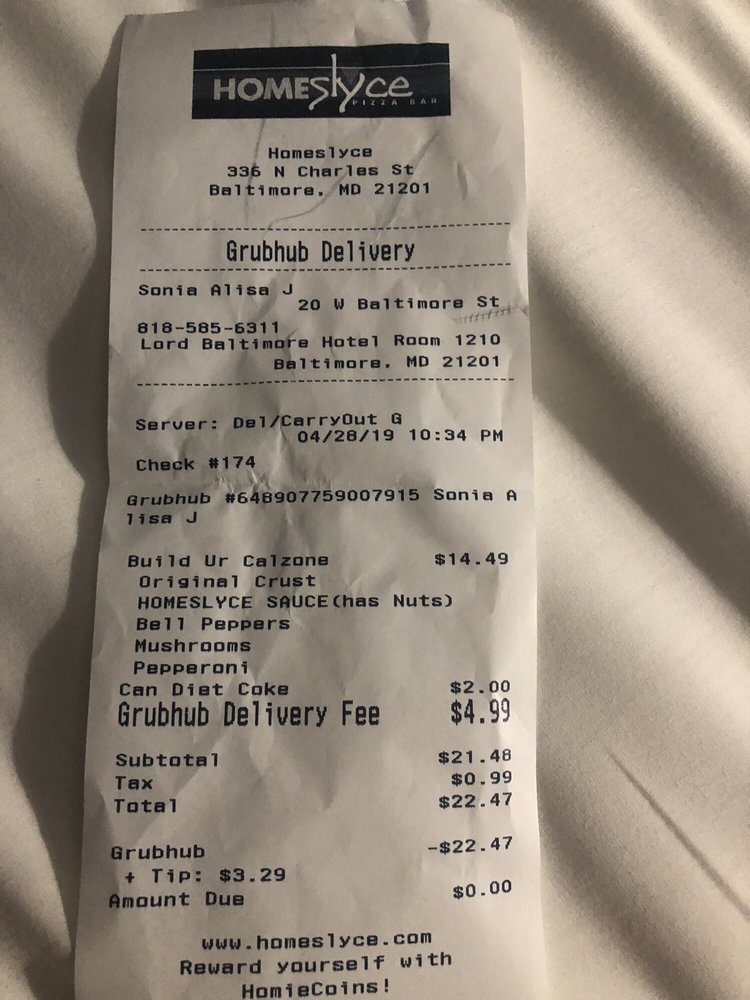 HOMEslyce
PIZZA BAR
Homeslyce
336 N Charles St
Baltimore, MD 21201
Grubhub Delivery
Sonia Alisa J
20 W Baltimore St
818-585-6311
Lord Baltimore Hotel Room 1210
Baltimore, MD 21201
Server: Del/CarryOut G
04/28/19 10:34 PM
Check #174
Grubhub #648907759007915 Sonia A
lisa J
Build Ur Calzone $14.49
Original Crust
HOMESLYCE SAUCE(has Nuts)
Bell Peppers
Mushrooms
Pepperoni
Can Diet Coke $2.00
Grubhub Delivery Fee $4.99
Subtotal $21.48
Tax $0.99
Total $22.47
Grubhub -$22.47
+ Tip: $3.29
Amount Due $0.00
www.homeslyce.com
Reward yourself with
HomieCoins!